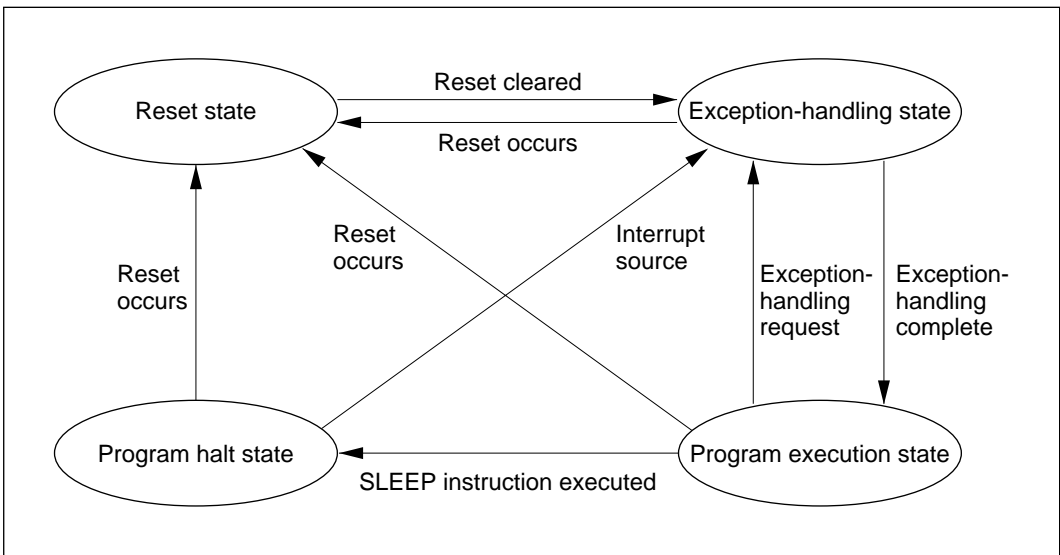 Reset cleared
Reset state
Exception-handling state
Reset occurs
Reset
occurs
Reset
occurs
Interrupt
source
Exception-
handling
request
Exception-
handling
complete
Program halt state
Program execution state
SLEEP instruction executed